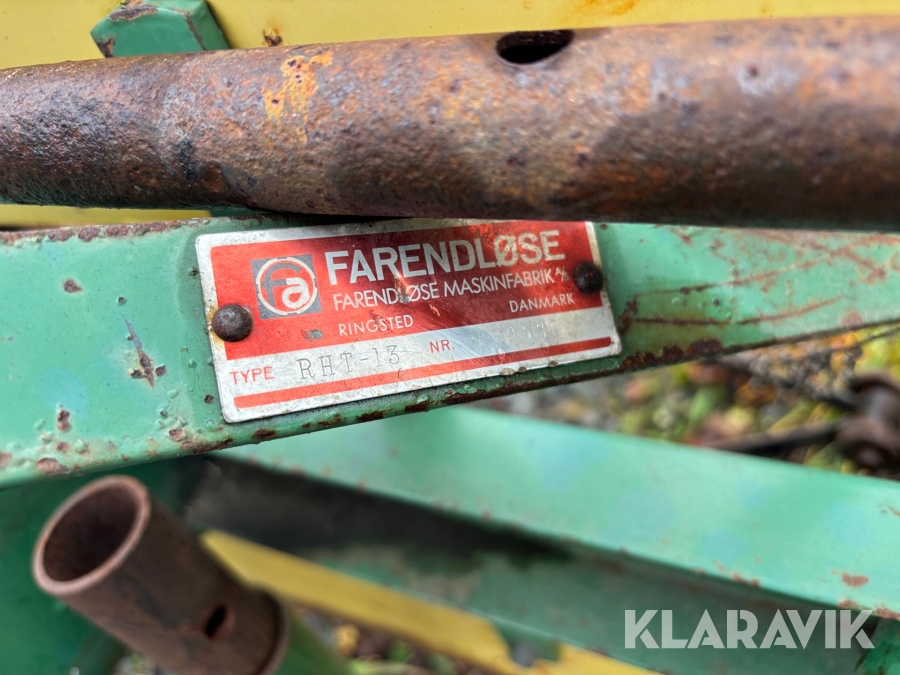 Fa
FARENDLØSE
FARENDLØSE MASKINFABRIK A/S
RINGSTED DANMARK
TYPE RHT-13 NR.
KLARAVIK